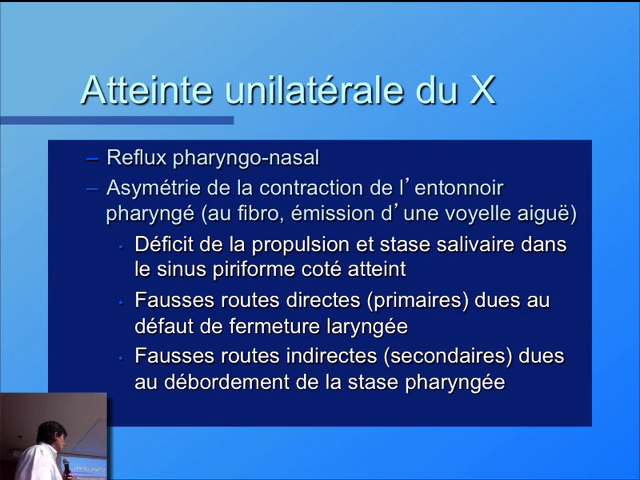 Atteinte unilatérale du X
– Reflux pharyngo-nasal
– Asymétrie de la contraction de l’entonnoir
pharyngé (au fibro, émission d’une voyelle aiguë)
• Déficit de la propulsion et stase salivaire dans
le sinus piriforme coté atteint
• Fausses routes directes (primaires) dues au
défaut de fermeture laryngée
• Fausses routes indirectes (secondaires) dues
au débordement de la stase pharyngée